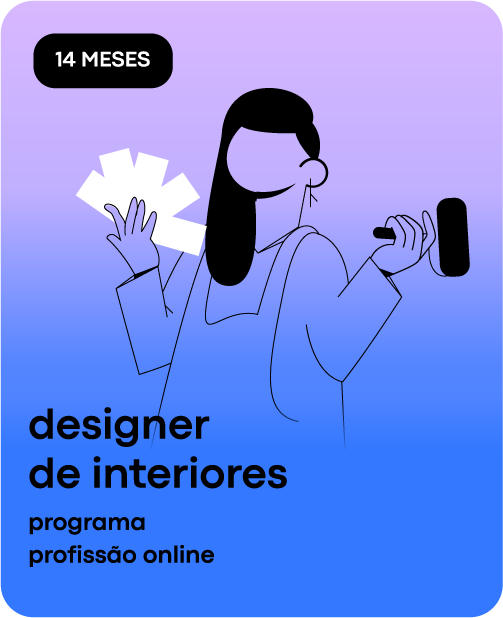 14 MESES
designer
de interiores
programa
profissão online